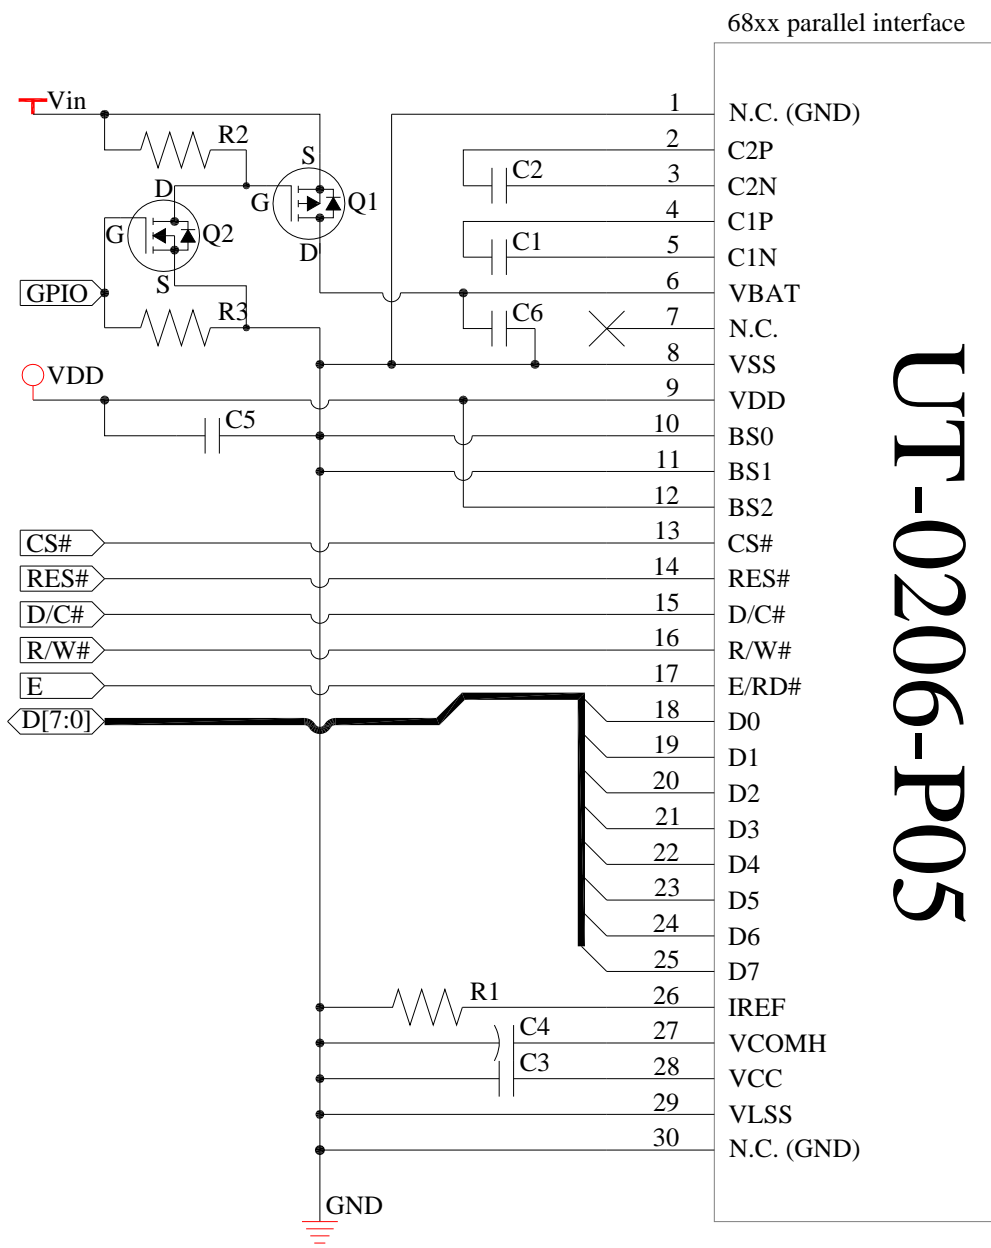 68xx parallel interface
Vin
R2
S
D
G
Q1
G
Q2
D
S
GPIO
R3
VDD
C5
C2
C1
C6
1 N.C. (GND)
2 C2P
3 C2N
4 C1P
5 C1N
6 VBAT
7 N.C.
8 VSS
9 VDD
10 BS0
11 BS1
12 BS2
CS# 13 CS#
RES# 14 RES#
D/C# 15 D/C#
R/W# 16 R/W#
E 17 E/RD#
D[7:0] 18 D0
19 D1
20 D2
21 D3
22 D4
23 D5
24 D6
25 D7
R1 26 IREF
C4 27 VCOMH
C3 28 VCC
29 VLSS
30 N.C. (GND)
GND
UT-0206-P05